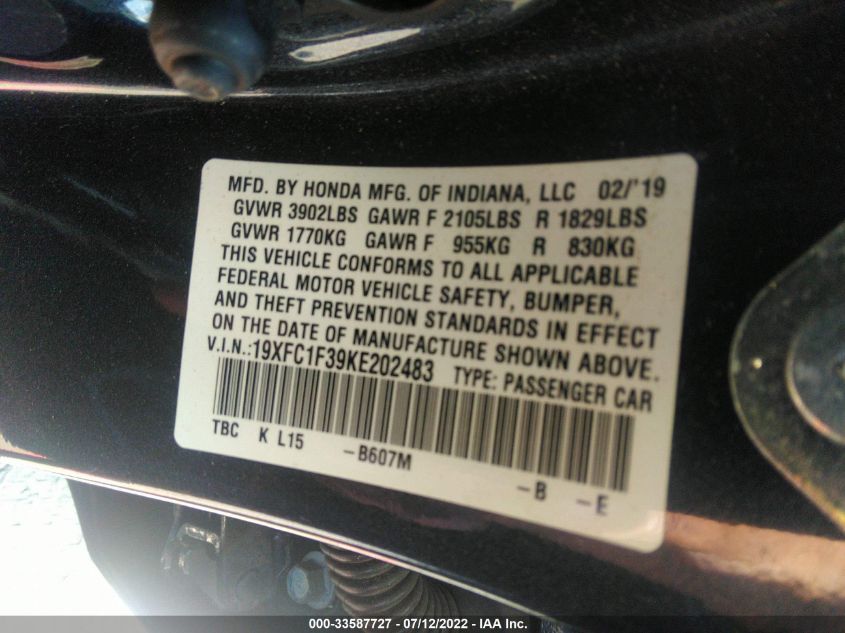 MFD. BY HONDA MFG. OF INDIANA, LLC 02/'19
GVWR 3902LBS GAWR F 2105LBS R 1829LBS
GVWR 1770KG GAWR F 955KG R 830KG
THIS VEHICLE CONFORMS TO ALL APPLICABLE
FEDERAL MOTOR VEHICLE SAFETY, BUMPER,
AND THEFT PREVENTION STANDARDS IN EFFECT
ON THE DATE OF MANUFACTURE SHOWN ABOVE.
V.I.N.:19XFC1F39KE202483 TYPE: PASSENGER CAR
TBC K L15 -B607M -B -E
000-33587727 - 07/12/2022 - IAA Inc.